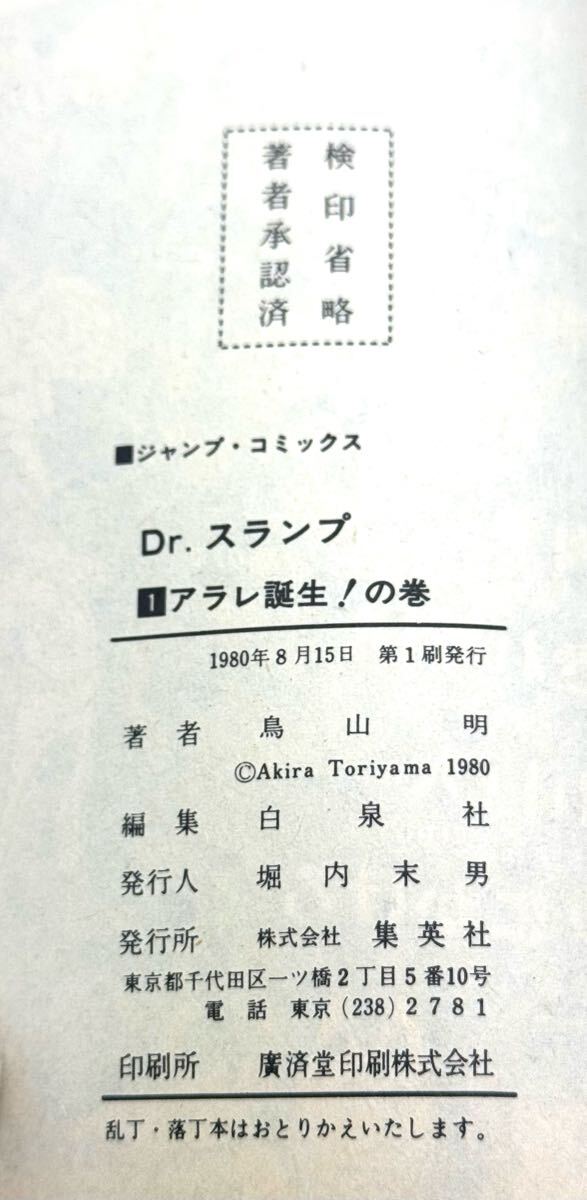 検印省略
著者承認済
■ジャンプ・コミックス
Dr.スランプ
1アラレ誕生!の巻
1980年8月15日 第1刷発行
著者 鳥山明
©Akira Toriyama 1980
編集 白泉社
発行人 堀内末男
発行所 株式会社 集英社
東京都千代田区一ツ橋2丁目5番10号
電話 東京(238)2781
印刷所 廣済堂印刷株式会社
乱丁・落丁本はおとりかえいたします。